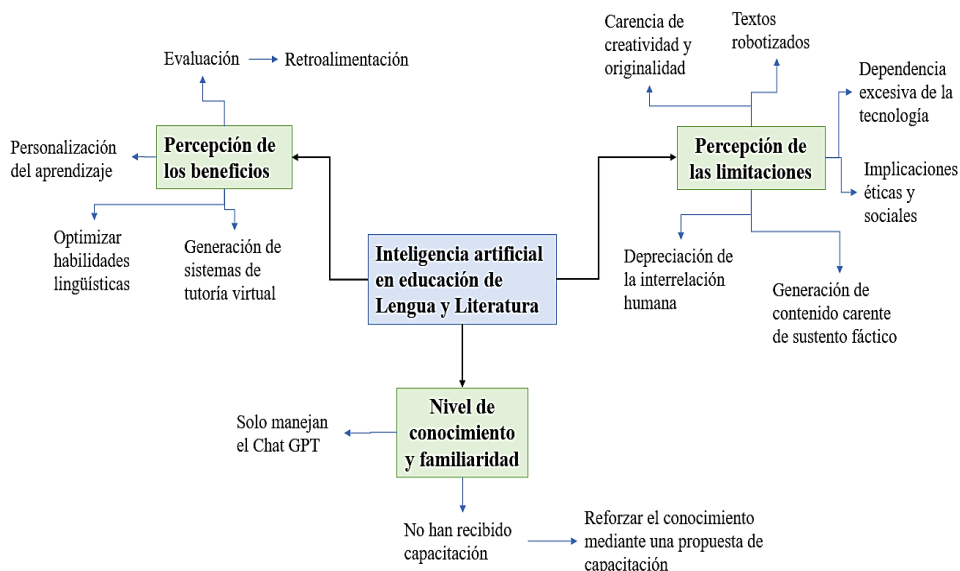 Evaluación
Retroalimentación
Percepción de
los beneficios
Personalización
del aprendizaje
Optimizar
habilidades
lingüísticas
Generación de
sistemas de
tutoría virtual
Carencia de
creatividad y
originalidad
Textos
robotizados
Dependencia
excesiva de la
tecnología
Percepción de
las limitaciones
Implicaciones
éticas y
sociales
Depreciación de
la interrelación
humana
Generación de
contenido carente
de sustento fáctico
Inteligencia artificial
en educación de
Lengua y Literatura
Nivel de
conocimiento
y familiaridad
Solo manejan
el Chat GPT
No han recibido
capacitación
Reforzar el conocimiento
mediante una propuesta de
capacitación